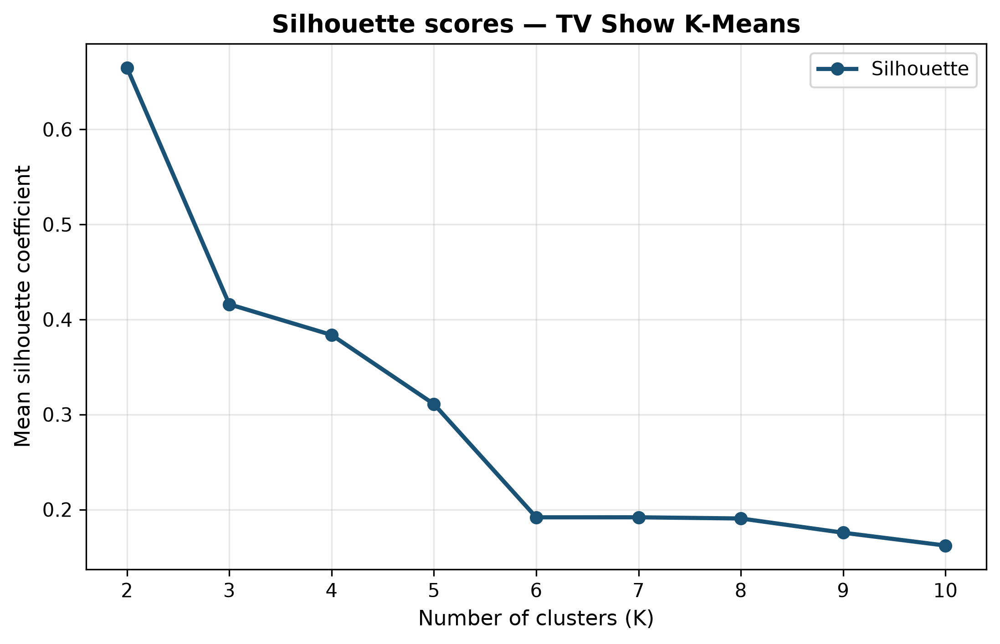 Silhouette scores — TV Show K-Means
Silhouette
Mean silhouette coefficient
0.6
0.5
0.4
0.3
0.2
2 3 4 5 6 7 8 9 10
Number of clusters (K)